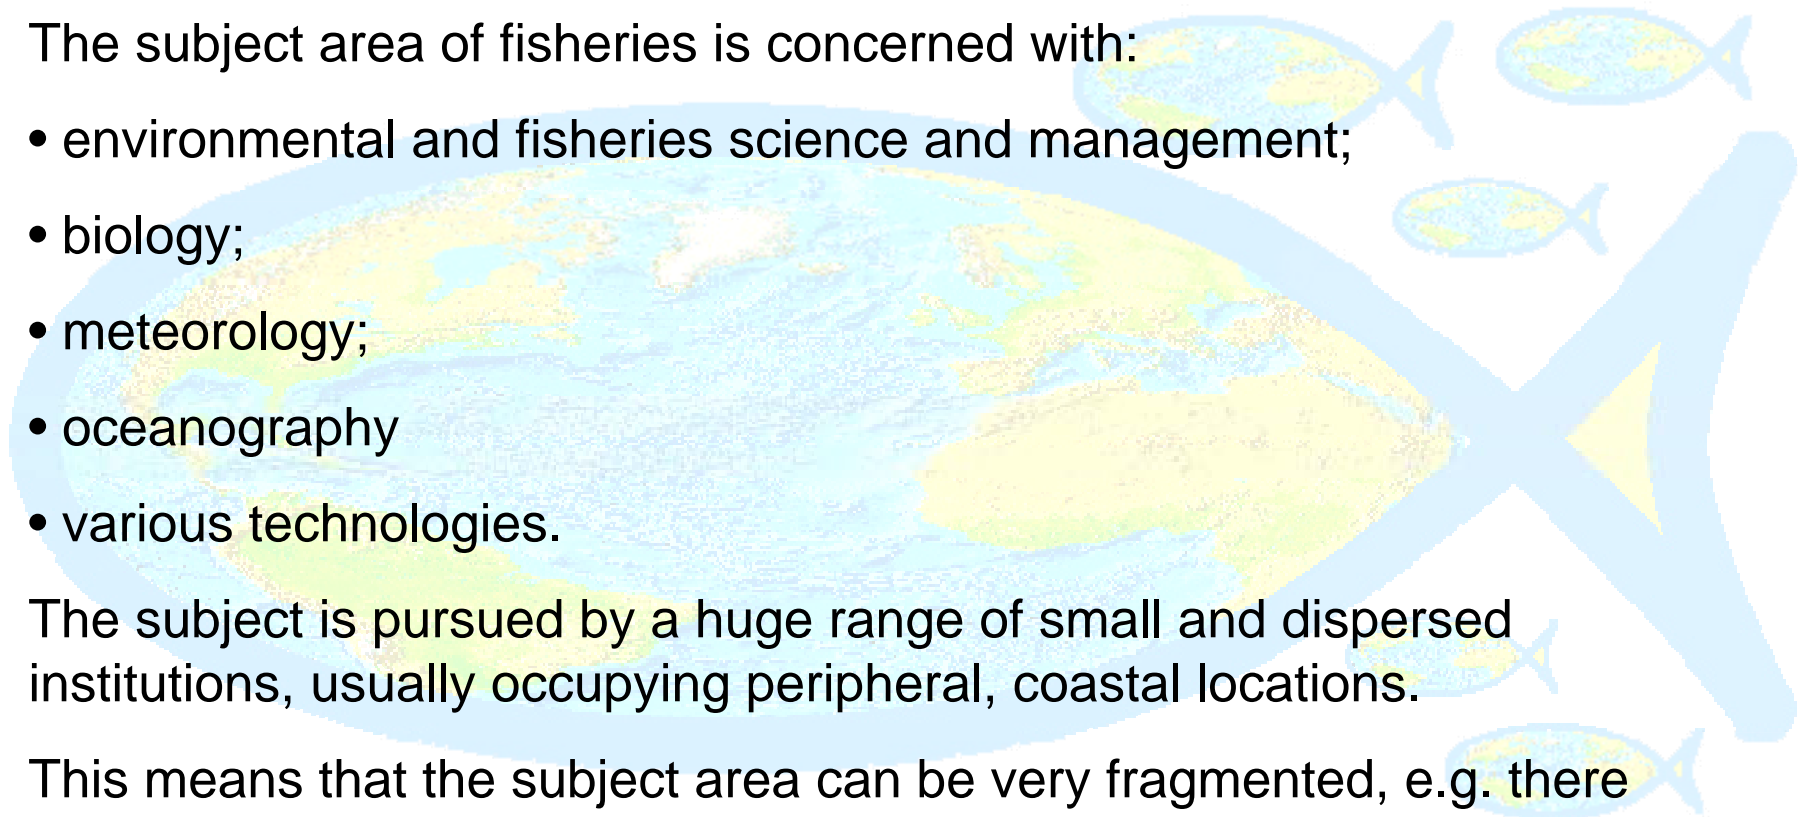 The subject area of fisheries is concerned with:
• environmental and fisheries science and management;
• biology;
• meteorology;
• oceanography
• various technologies.
The subject is pursued by a huge range of small and dispersed
institutions, usually occupying peripheral, coastal locations.
This means that the subject area can be very fragmented, e.g. there